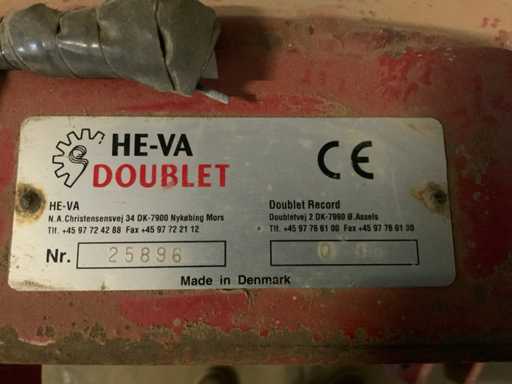 HE-VA
DOUBLET
CE
HE-VA
N.A.Christensensvej 34 DK-7900 Nykøbing Mors
Tlf. +45 97 72 42 88 Fax +45 97 72 21 12
Doublet Record
Doubletvej 2 DK-7990 Ø.Assels
Tlf. +45 97 76 61 00 Fax +45 97 76 61 30
Nr. 25896
Made in Denmark